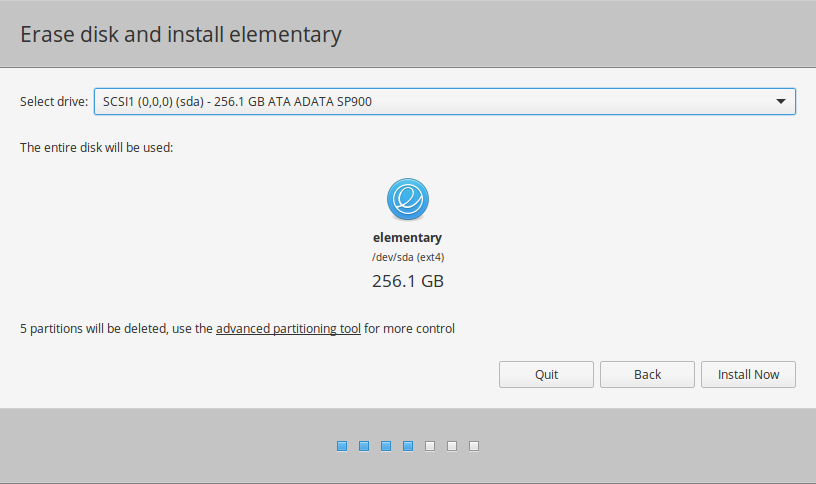 Erase disk and install elementary
Select drive: SCSI1 (0,0,0) (sda) - 256.1 GB ATA ADATA SP900
The entire disk will be used:
elementary
/dev/sda (ext4)
256.1 GB
5 partitions will be deleted, use the advanced partitioning tool for more control
Quit Back Install Now